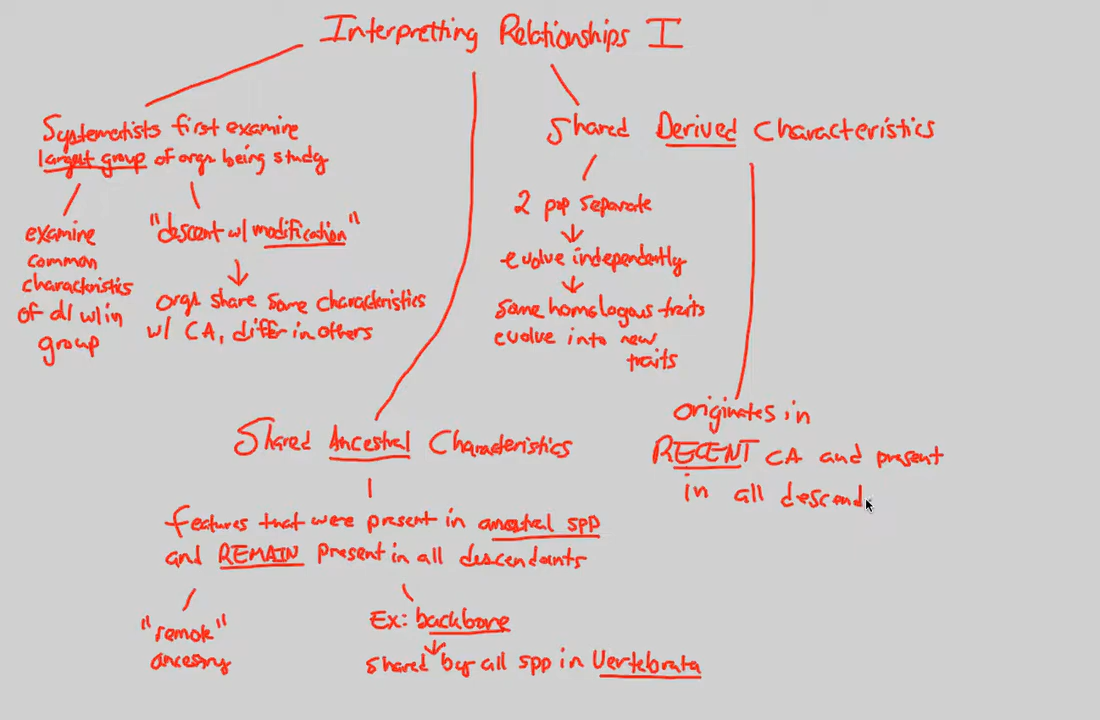 Interpretting Relationships I
Systematists first examine
largest group of orgs being study
examine
common
characteristics
of all w/in
group
"descent w/ modification"
orgs share some characteristics
w/ CA, differ in others
Shared Ancestral Characteristics
features that were present in ancestral spp
and REMAIN present in all descendants
"remote"
ancestry
Ex: backbone
shared by all spp in Vertebrata
Shared Derived Characteristics
2 pop separate
evolve independently
some homologous traits
evolve into new
traits
originates in
RECENT CA and present
in all descend